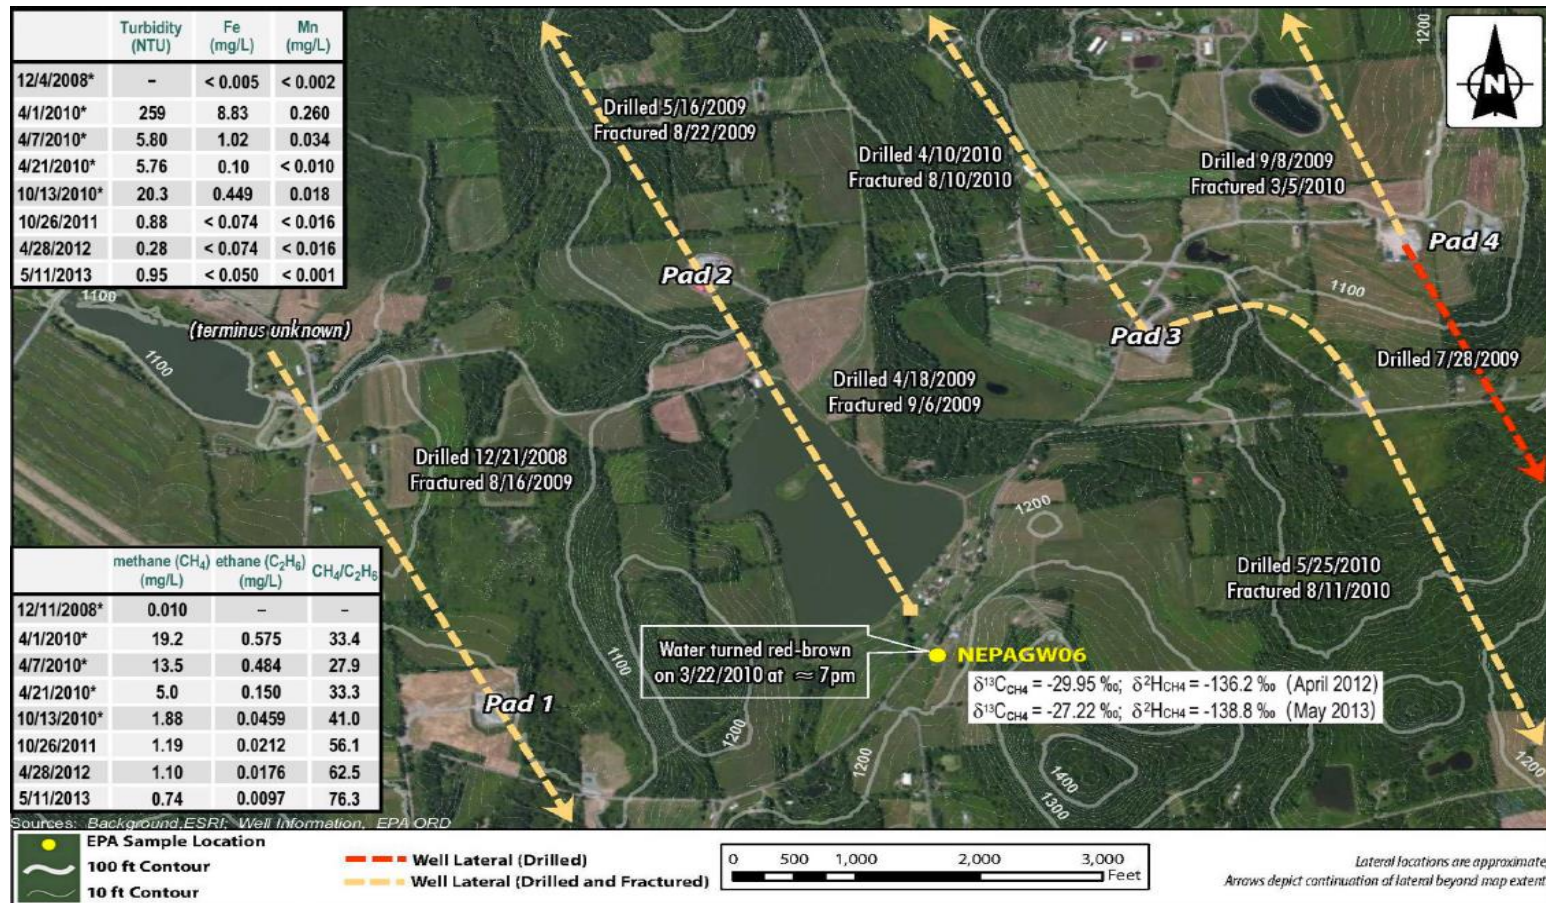 Turbidity (NTU) Fe (mg/L) Mn (mg/L)
12/4/2008* – < 0.005 < 0.002
4/1/2010* 259 8.83 0.260
4/7/2010* 5.80 1.02 0.034
4/21/2010* 5.76 0.10 < 0.010
10/13/2010* 20.3 0.449 0.018
10/26/2011 0.88 < 0.074 < 0.016
4/28/2012 0.28 < 0.074 < 0.016
5/11/2013 0.95 < 0.050 < 0.001
1200
N
Drilled 5/16/2009
Fractured 8/22/2009
Drilled 4/10/2010
Fractured 8/10/2010
Drilled 9/8/2009
Fractured 3/5/2010
Pad 4
Pad 2
1100
1100
(terminus unknown)
Pad 3
1100
Drilled 7/28/2009
Drilled 4/18/2009
Fractured 9/6/2009
Drilled 12/21/2008
Fractured 8/16/2009
1200
Drilled 5/25/2010
Fractured 8/11/2010
methane (CH₄) (mg/L) ethane (C₂H₆) (mg/L) CH₄/C₂H₆
12/11/2008* 0.010 – –
4/1/2010* 19.2 0.575 33.4
4/7/2010* 13.5 0.484 27.9
4/21/2010* 5.0 0.150 33.3
10/13/2010* 1.88 0.0459 41.0
10/26/2011 1.19 0.0212 56.1
4/28/2012 1.10 0.0176 62.5
5/11/2013 0.74 0.0097 76.3
1100
Water turned red-brown
on 3/22/2010 at ≈ 7pm
NEPAGW06
δ¹³C_CH4 = -29.95 ‰; δ²H_CH4 = -136.2 ‰ (April 2012)
δ¹³C_CH4 = -27.22 ‰; δ²H_CH4 = -138.8 ‰ (May 2013)
Pad 1
1200
1200
1400
1300
1200
Sources: Background,ESRI; Well Information, EPA ORD
EPA Sample Location
100 ft Contour
10 ft Contour
Well Lateral (Drilled)
Well Lateral (Drilled and Fractured)
0 500 1,000 2,000 3,000
Feet
Lateral locations are approximate
Arrows depict continuation of lateral beyond map extent